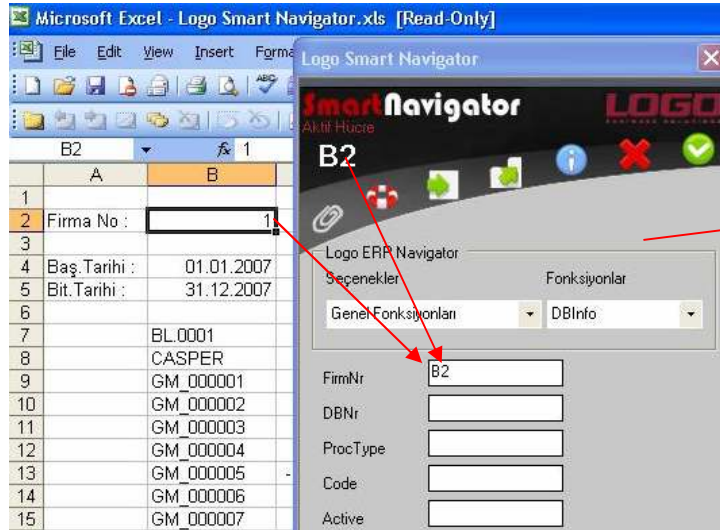 Microsoft Excel - Logo Smart Navigator.xls [Read-Only]
File Edit View Insert Forma
B2 fx 1
A B
1
2 Firma No : 1
3
4 Baş.Tarihi : 01.01.2007
5 Bit.Tarihi : 31.12.2007
6
7 BL.0001
8 CASPER
9 GM_000001
10 GM_000002
11 GM_000003
12 GM_000004
13 GM_000005 -
14 GM_000006
15 GM_000007
Logo Smart Navigator
SmartNavigator LOGO
Aktif Hücre
B2
Logo ERP Navigator
Seçenekler Fonksiyonlar
Genel Fonksiyonları DBInfo
FirmNr B2
DBNr
ProcType
Code
Active